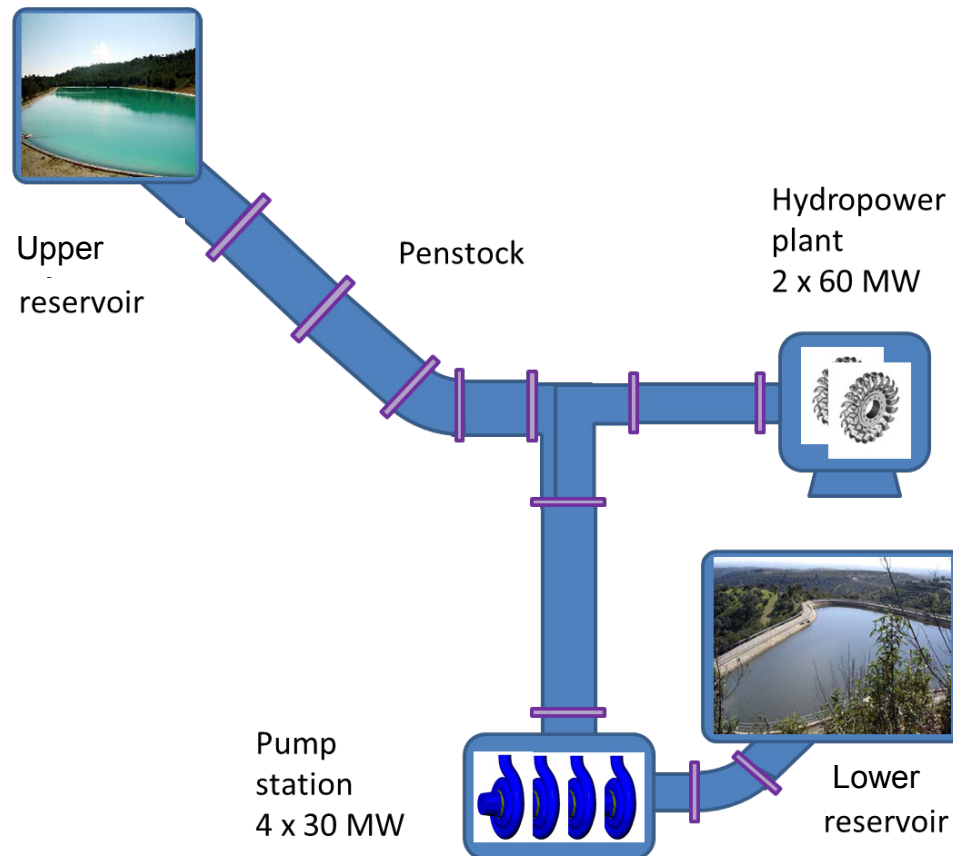 Upper
reservoir
Penstock
Hydropower
plant
2 x 60 MW
Pump
station
4 x 30 MW
Lower
reservoir